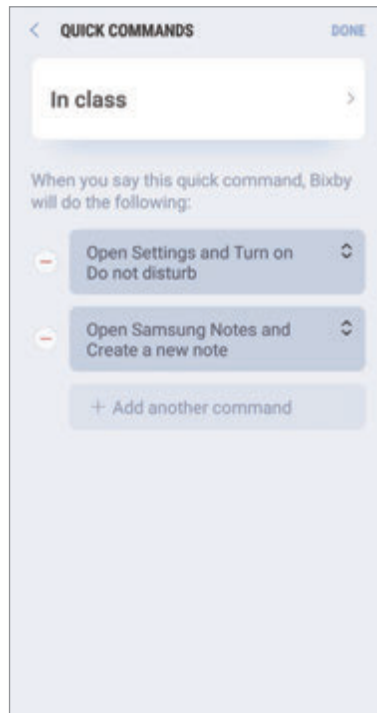 QUICK COMMANDS DONE
In class
When you say this quick command, Bixby
will do the following:
Open Settings and Turn on
Do not disturb
Open Samsung Notes and
Create a new note
+ Add another command